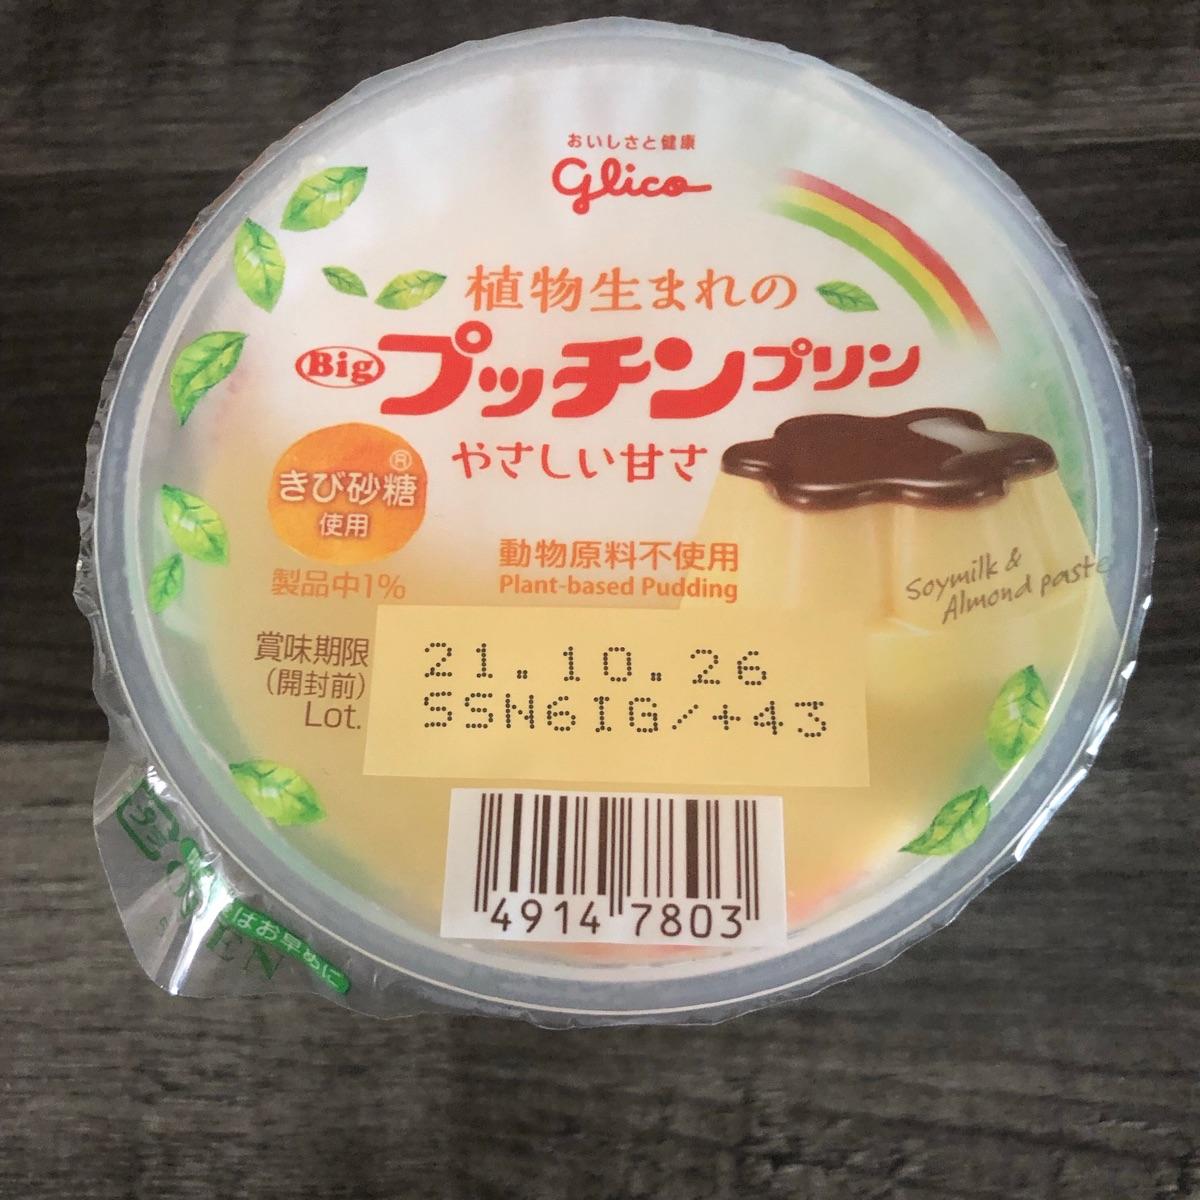 おいしさと健康
Glico
植物生まれの
Big プッチンプリン
やさしい甘さ
きび砂糖Ⓡ
使用
製品中1%
動物原料不使用
Plant-based Pudding
Soymilk &
Almond paste
賞味期限
(開封前)
Lot.
21.10.26
SSN6IG/+43
4914 7803
はお早めに